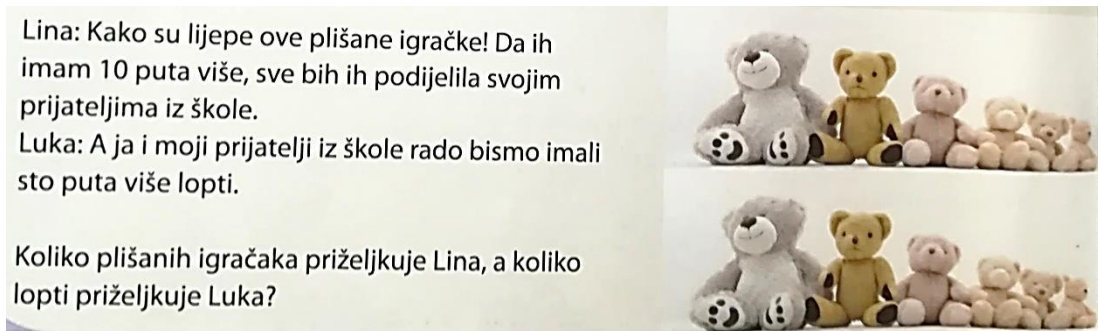 Lina: Kako su lijepe ove plišane igračke! Da ih
imam 10 puta više, sve bih ih podijelila svojim
prijateljima iz škole.
Luka: A ja i moji prijatelji iz škole rado bismo imali
sto puta više lopti.
Koliko plišanih igračaka priželjkuje Lina, a koliko
lopti priželjkuje Luka?